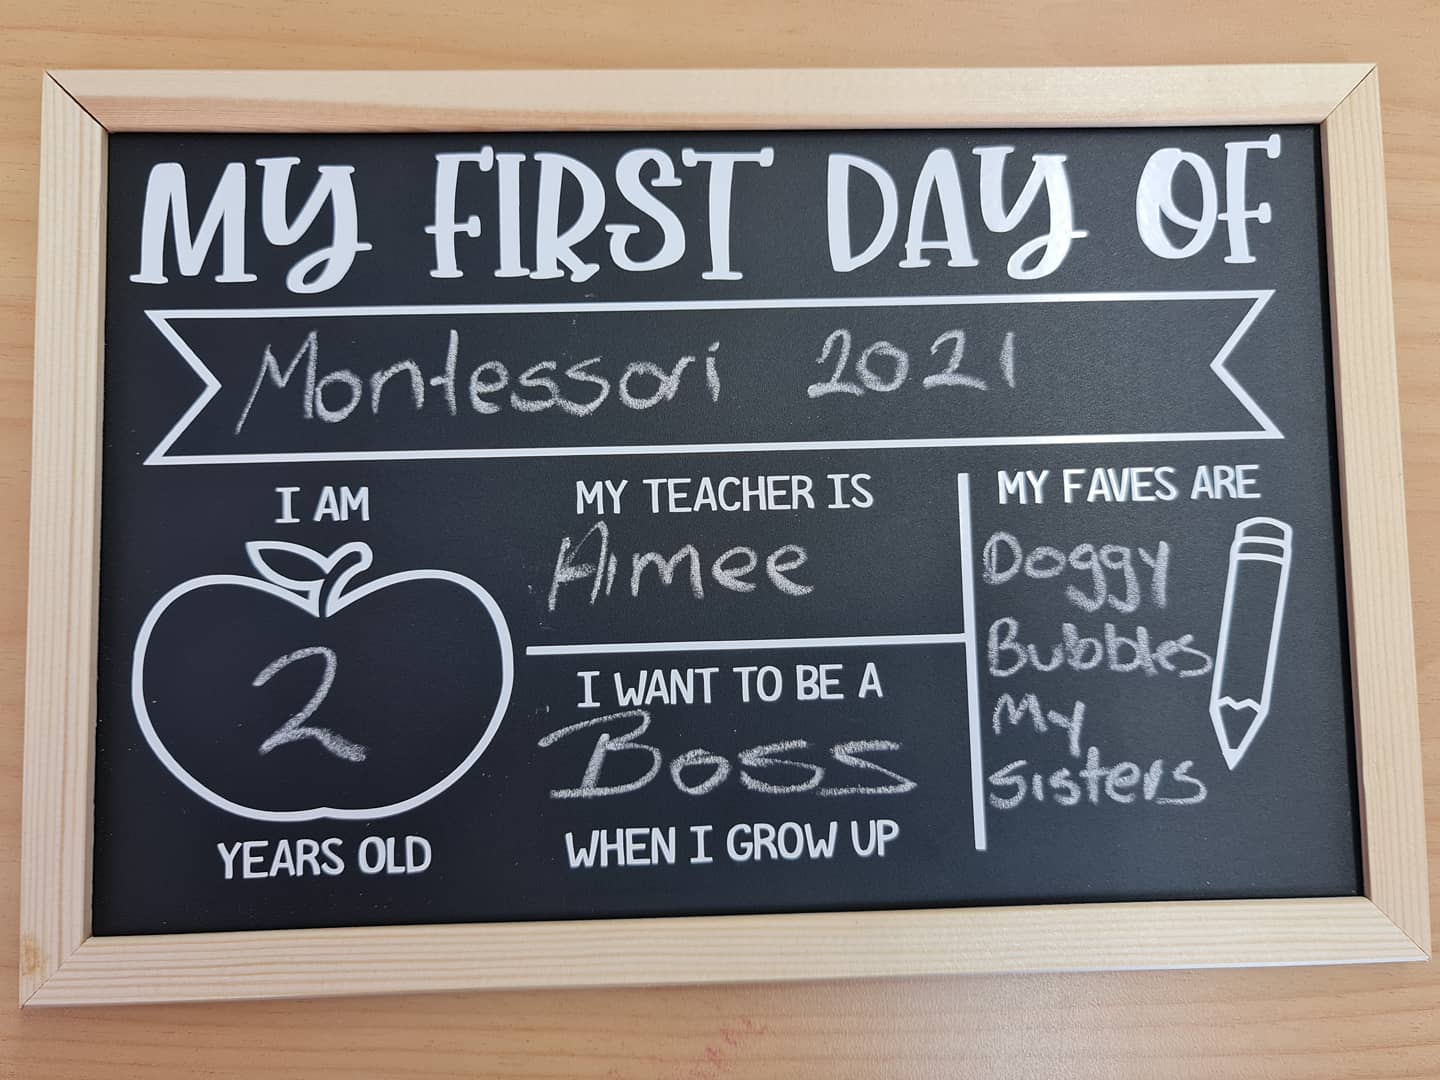 MY FIRST DAY OF
Montessori 2021
I AM
2
YEARS OLD
MY TEACHER IS
Aimee
I WANT TO BE A
Boss
WHEN I GROW UP
MY FAVES ARE
Doggy
Bubbles
My
Sisters